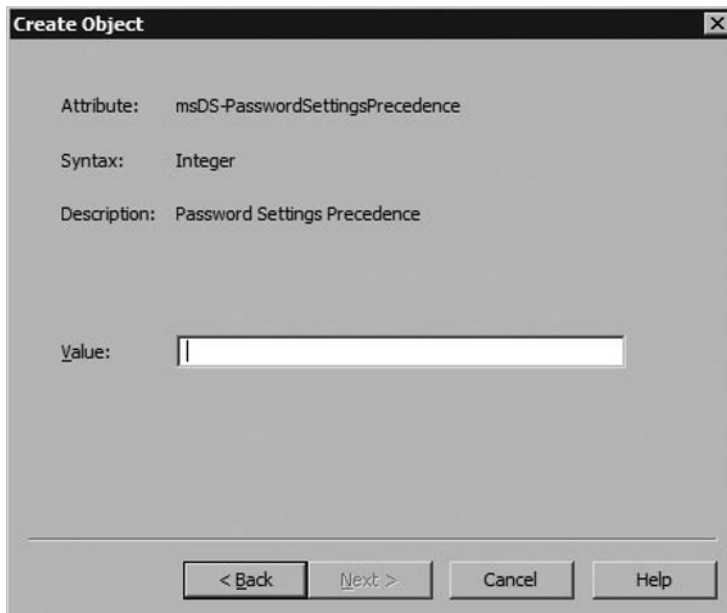 Create Object
Attribute: msDS-PasswordSettingsPrecedence
Syntax: Integer
Description: Password Settings Precedence
Value:
< Back Next > Cancel Help